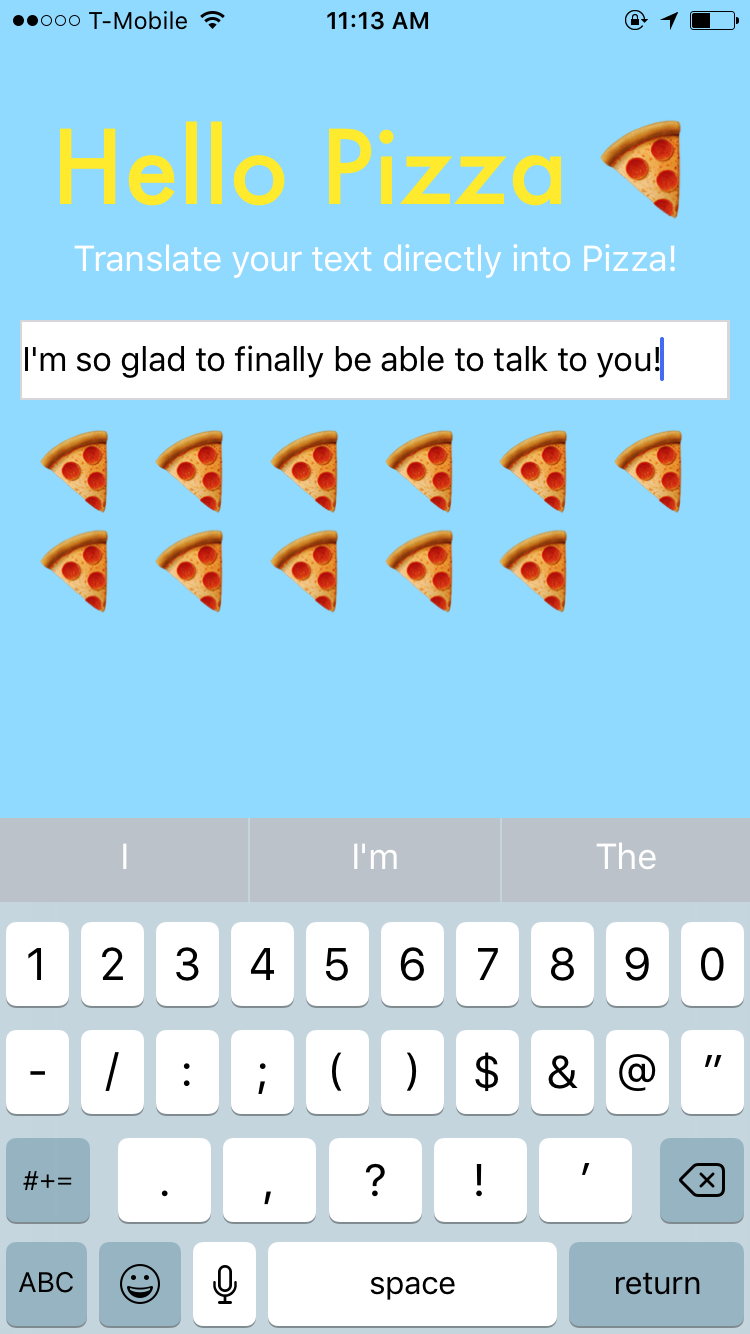 T-Mobile 11:13 AM
Hello Pizza
Translate your text directly into Pizza!
I'm so glad to finally be able to talk to you!
I I'm The
1 2 3 4 5 6 7 8 9 0
- / : ; ( ) $ & @ "
#+= . , ? ! '
ABC space return